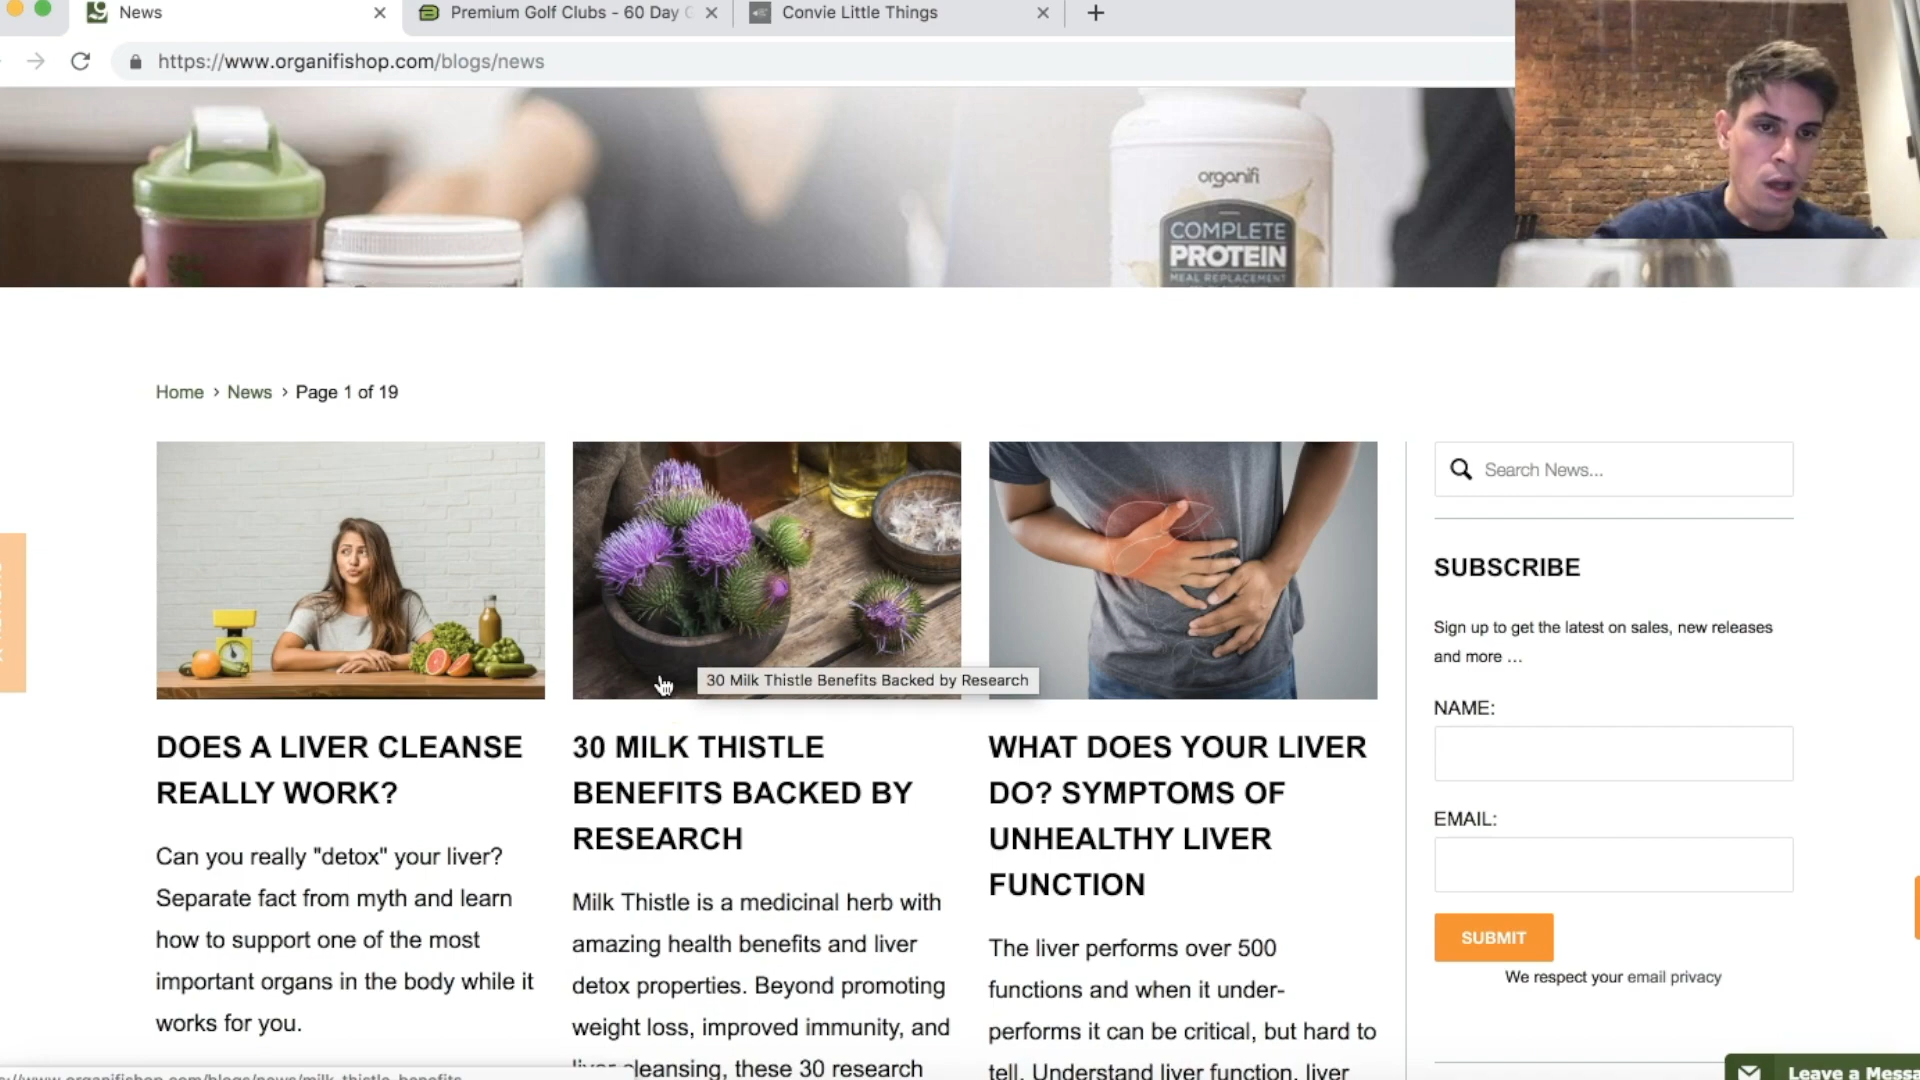 News
Premium Golf Clubs - 60 Day
Convie Little Things
https://www.organifishop.com/blogs/news
organifi
COMPLETE
PROTEIN
MEAL REPLACEMENT
Home › News › Page 1 of 19
Search News...
30 Milk Thistle Benefits Backed by Research
DOES A LIVER CLEANSE
REALLY WORK?
Can you really "detox" your liver?
Separate fact from myth and learn
how to support one of the most
important organs in the body while it
works for you.
30 MILK THISTLE
BENEFITS BACKED BY
RESEARCH
Milk Thistle is a medicinal herb with
amazing health benefits and liver
detox properties. Beyond promoting
weight loss, improved immunity, and
liver cleansing, these 30 research
WHAT DOES YOUR LIVER
DO? SYMPTOMS OF
UNHEALTHY LIVER
FUNCTION
The liver performs over 500
functions and when it under-
performs it can be critical, but hard to
tell. Understand liver function, liver
SUBSCRIBE
Sign up to get the latest on sales, new releases
and more ...
NAME:
EMAIL:
SUBMIT
We respect your email privacy
Leave a Messa
://www.organifishop.com/blogs/news/milk-thistle-benefits